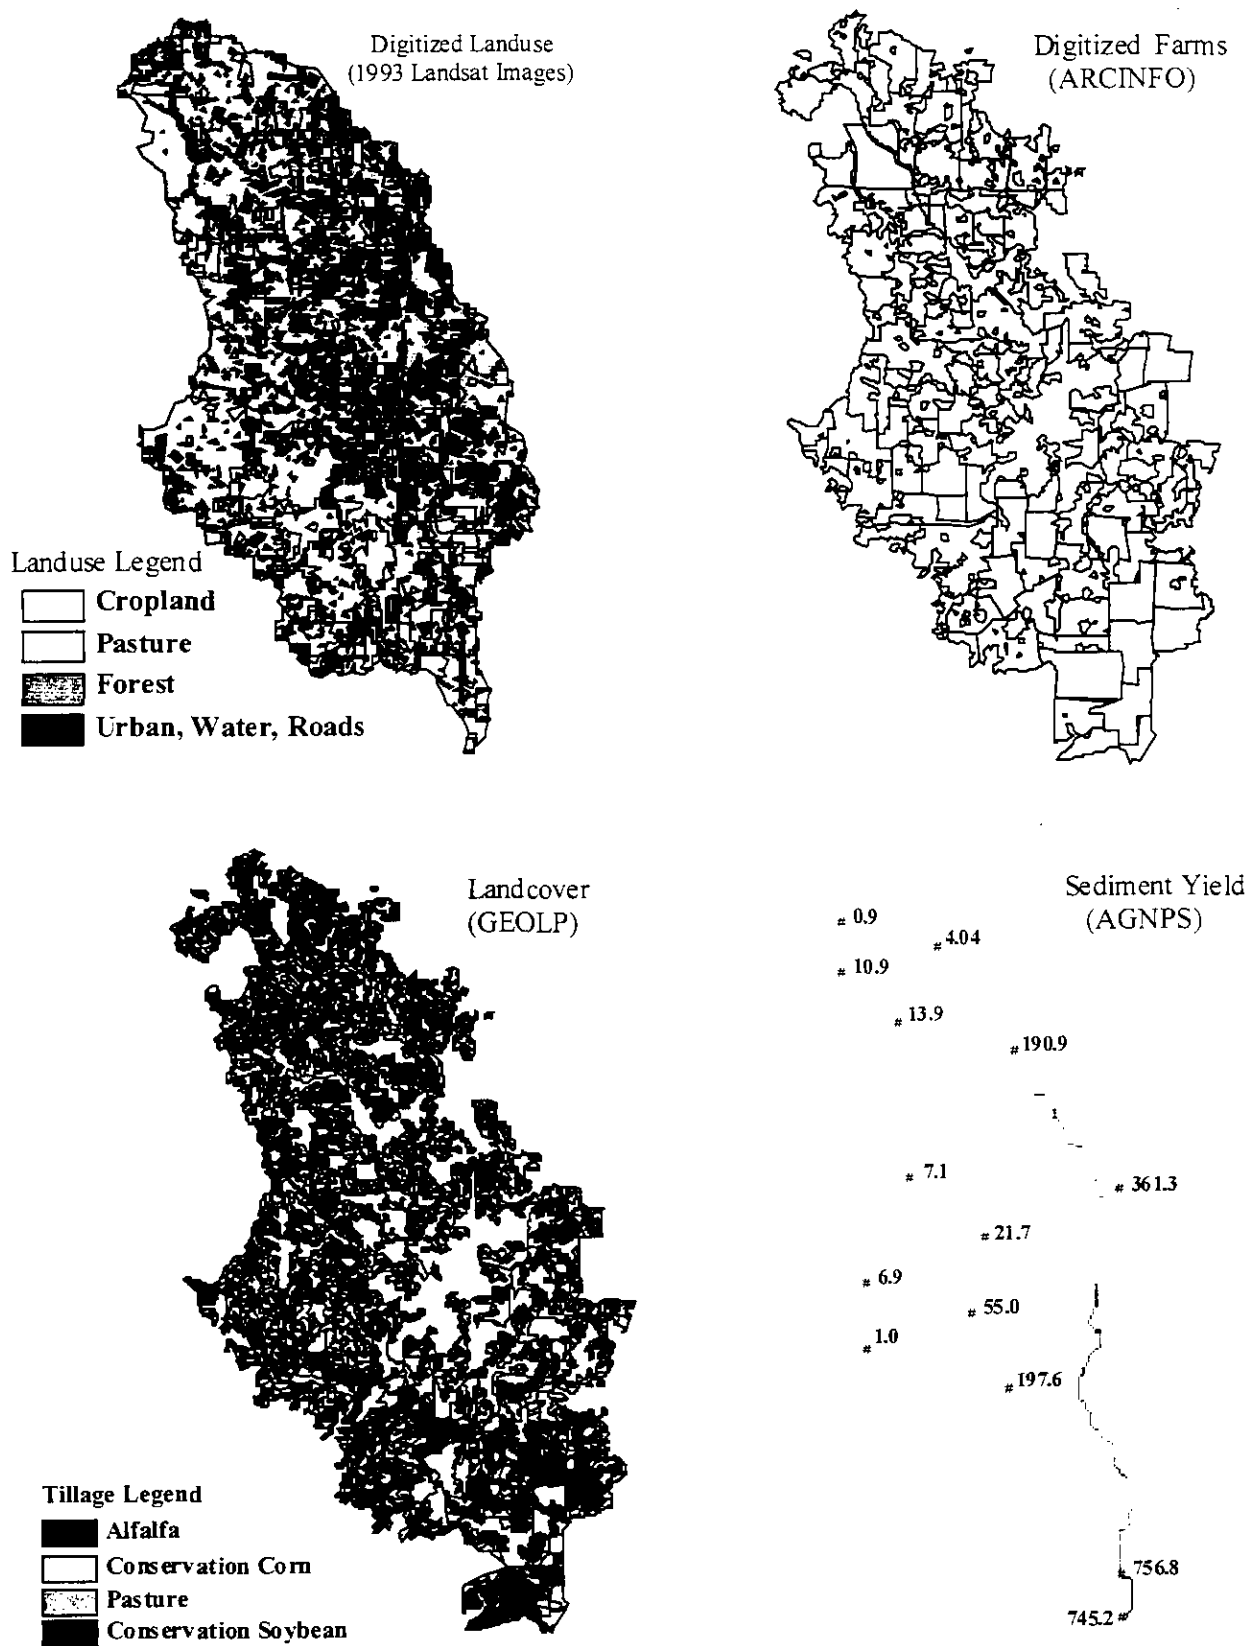 Digitized Landuse
(1993 Landsat Images)
Digitized Farms
(ARCINFO)
Landuse Legend
Cropland
Pasture
Forest
Urban, Water, Roads
Landcover
(GEOLP)
Sediment Yield
(AGNPS)
# 0.9
# 4.04
# 10.9
# 13.9
# 190.9
# 7.1
# 361.3
# 21.7
# 6.9
# 55.0
# 1.0
# 197.6
# 756.8
745.2 #
Tillage Legend
Alfalfa
Conservation Corn
Pasture
Conservation Soybean